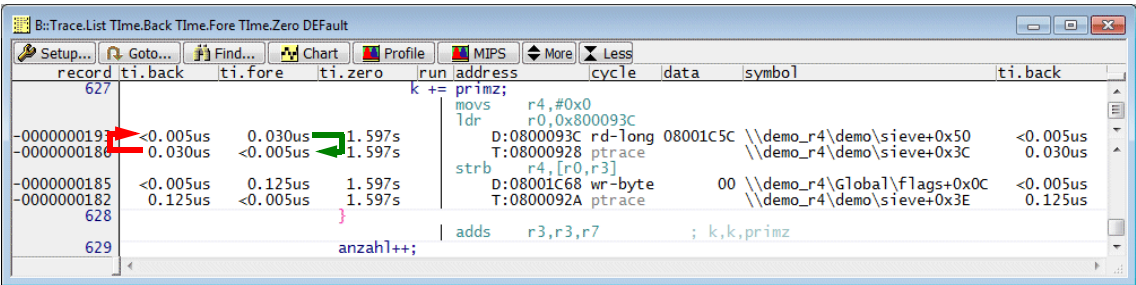 B::Trace.List TIme.Back TIme.Fore TIme.Zero DEFault
Setup... Goto... Find... Chart Profile MIPS More Less
record ti.back ti.fore ti.zero run address cycle data symbol ti.back
627 k += primz;
movs r4,#0x0
ldr r0,0x800093C
<0.005us 0.030us 1.597s D:0800093C rd-long 08001C5C \\demo_r4\demo\sieve+0x50 <0.005us
-0000000186 0.030us <0.005us 1.597s T:08000928 ptrace \\demo_r4\demo\sieve+0x3C 0.030us
strb r4,[r0,r3]
-0000000185 <0.005us 0.125us 1.597s D:08001C68 wr-byte 00 \\demo_r4\Global\flags+0x0C <0.005us
-0000000182 0.125us <0.005us 1.597s T:0800092A ptrace \\demo_r4\demo\sieve+0x3E 0.125us
628 }
adds r3,r3,r7 ; k,k,primz
629 anzahl++;